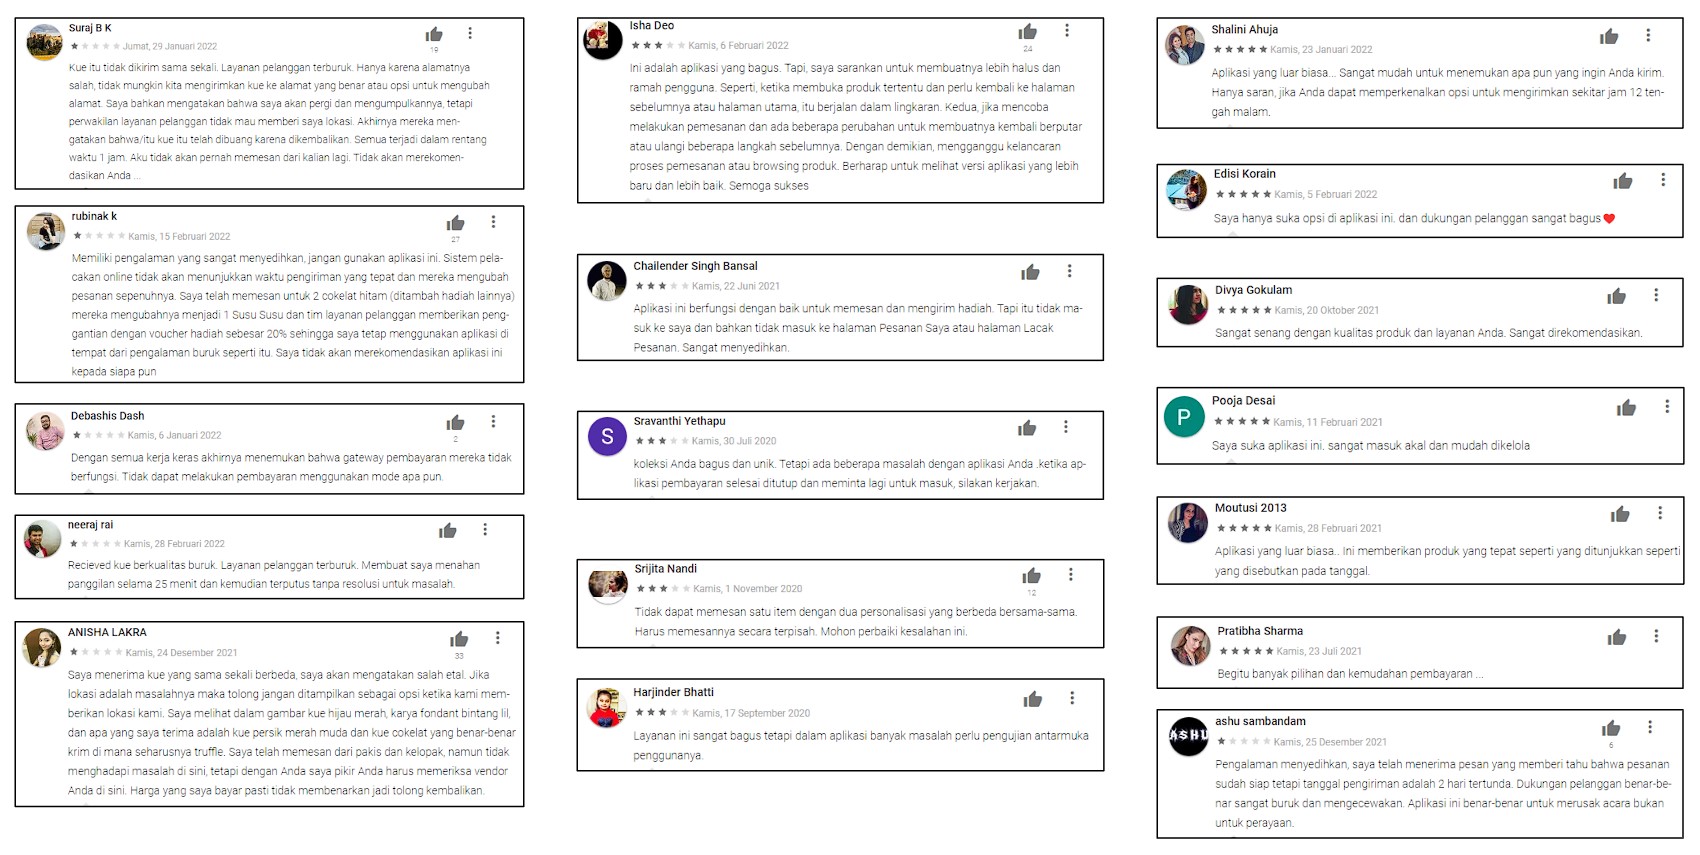 Suraj B K
Jumat, 29 Januari 2022
19
Kue itu tidak dikirim sama sekali. Layanan pelanggan terburuk. Hanya karena alamatnya
salah, tidak mungkin kita mengirimkan kue ke alamat yang benar atau opsi untuk mengubah
alamat. Saya bahkan mengatakan bahwa saya akan pergi dan mengumpulkannya, tetapi
perwakilan layanan pelanggan tidak mau memberi saya lokasi. Akhirnya mereka men-
gatakan bahwa/itu kue itu telah dibuang karena dikembalikan. Semua terjadi dalam rentang
waktu 1 jam. Aku tidak akan pernah memesan dari kalian lagi. Tidak akan merekomen-
dasikan Anda ...
rubinak k
Kamis, 15 Februari 2022
27
Memiliki pengalaman yang sangat menyedihkan, jangan gunakan aplikasi ini. Sistem pela-
cakan online tidak akan menunjukkan waktu pengiriman yang tepat dan mereka mengubah
pesanan sepenuhnya. Saya telah memesan untuk 2 cokelat hitam (ditambah hadiah lainnya)
mereka mengubahnya menjadi 1 Susu Susu dan tim layanan pelanggan memberikan peng-
gantian dengan voucher hadiah sebesar 20% sehingga saya tetap menggunakan aplikasi di
tempat dari pengalaman buruk seperti itu. Saya tidak akan merekomendasikan aplikasi ini
kepada siapa pun
Debashis Dash
Kamis, 6 Januari 2022
2
Dengan semua kerja keras akhirnya menemukan bahwa gateway pembayaran mereka tidak
berfungsi. Tidak dapat melakukan pembayaran menggunakan mode apa pun.
neeraj rai
Kamis, 28 Februari 2022
Recieved kue berkualitas buruk. Layanan pelanggan terburuk. Membuat saya menahan
panggilan selama 25 menit dan kemudian terputus tanpa resolusi untuk masalah.
ANISHA LAKRA
Kamis, 24 Desember 2021
33
Saya menerima kue yang sama sekali berbeda, saya akan mengatakan salah etal. Jika
lokasi adalah masalahnya maka tolong jangan ditampilkan sebagai opsi ketika kami mem-
berikan lokasi kami. Saya melihat dalam gambar kue hijau merah, karya fondant bintang lil,
dan apa yang saya terima adalah kue persik merah muda dan kue cokelat yang benar-benar
krim di mana seharusnya truffle. Saya telah memesan dari pakis dan kelopak, namun tidak
menghadapi masalah di sini, tetapi dengan Anda saya pikir Anda harus memeriksa vendor
Anda di sini. Harga yang saya bayar pasti tidak membenarkan jadi tolong kembalikan.
Isha Deo
Kamis, 6 Februari 2022
24
Ini adalah aplikasi yang bagus. Tapi, saya sarankan untuk membuatnya lebih halus dan
ramah pengguna. Seperti, ketika membuka produk tertentu dan perlu kembali ke halaman
sebelumnya atau halaman utama, itu berjalan dalam lingkaran. Kedua, jika mencoba
melakukan pemesanan dan ada beberapa perubahan untuk membuatnya kembali berputar
atau ulangi beberapa langkah sebelumnya. Dengan demikian, mengganggu kelancaran
proses pemesanan atau browsing produk. Berharap untuk melihat versi aplikasi yang lebih
baru dan lebih baik. Semoga sukses
Chailender Singh Bansal
Kamis, 22 Juni 2021
Aplikasi ini berfungsi dengan baik untuk memesan dan mengirim hadiah. Tapi itu tidak ma-
suk ke saya dan bahkan tidak masuk ke halaman Pesanan Saya atau halaman Lacak
Pesanan. Sangat menyedihkan.
S
Sravanthi Yethapu
Kamis, 30 Juli 2020
koleksi Anda bagus dan unik. Tetapi ada beberapa masalah dengan aplikasi Anda .ketika ap-
likasi pembayaran selesai ditutup dan meminta lagi untuk masuk, silakan kerjakan.
Srijita Nandi
Kamis, 1 November 2020
12
Tidak dapat memesan satu item dengan dua personalisasi yang berbeda bersama-sama.
Harus memesannya secara terpisah. Mohon perbaiki kesalahan ini.
Harjinder Bhatti
Kamis, 17 September 2020
Layanan ini sangat bagus tetapi dalam aplikasi banyak masalah perlu pengujian antarmuka
penggunanya.
Shalini Ahuja
Kamis, 23 Januari 2022
Aplikasi yang luar biasa... Sangat mudah untuk menemukan apa pun yang ingin Anda kirim.
Hanya saran, jika Anda dapat memperkenalkan opsi untuk mengirimkan sekitar jam 12 ten-
gah malam.
Edisi Korain
Kamis, 5 Februari 2022
Saya hanya suka opsi di aplikasi ini. dan dukungan pelanggan sangat bagus❤
Divya Gokulam
Kamis, 20 Oktober 2021
Sangat senang dengan kualitas produk dan layanan Anda. Sangat direkomendasikan.
P
Pooja Desai
Kamis, 11 Februari 2021
Saya suka aplikasi ini. sangat masuk akal dan mudah dikelola
Moutusi 2013
Kamis, 28 Februari 2021
Aplikasi yang luar biasa.. Ini memberikan produk yang tepat seperti yang ditunjukkan seperti
yang disebutkan pada tanggal.
Pratibha Sharma
Kamis, 23 Juli 2021
Begitu banyak pilihan dan kemudahan pembayaran ...
ASHU
ashu sambandam
Kamis, 25 Desember 2021
6
Pengalaman menyedihkan, saya telah menerima pesan yang memberi tahu bahwa pesanan
sudah siap tetapi tanggal pengiriman adalah 2 hari tertunda. Dukungan pelanggan benar-be-
nar sangat buruk dan mengecewakan. Aplikasi ini benar-benar untuk merusak acara bukan
untuk perayaan.